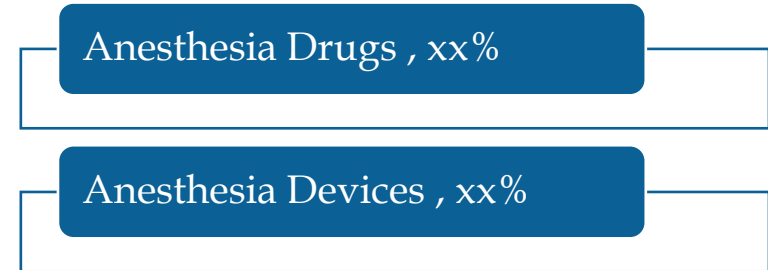 Anesthesia Drugs , xx%
Anesthesia Devices , xx%